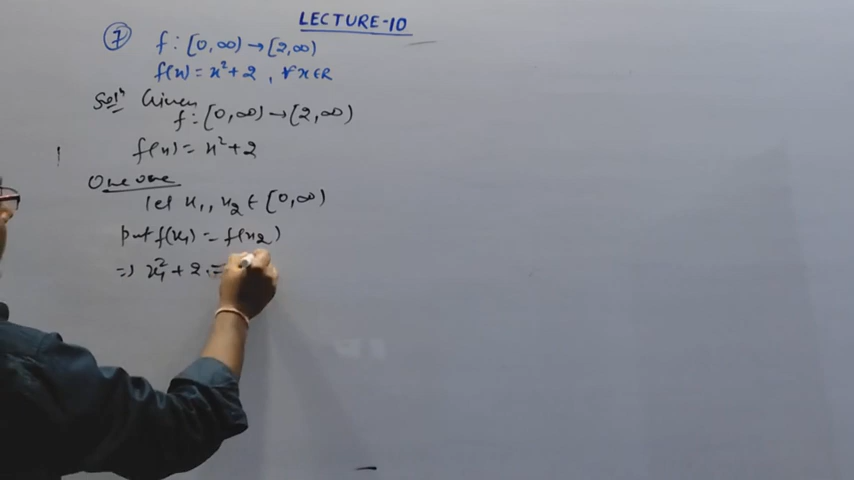 LECTURE-10
7 f : [0, ∞) → [2, ∞)
f(x) = x² + 2 , ∀ x ∈ R
Solⁿ Given
f : [0, ∞) → [2, ∞)
f(x) = x² + 2
One one
let x₁, x₂ ∈ [0, ∞)
put f(x₁) = f(x₂)
⇒ x₁² + 2 =